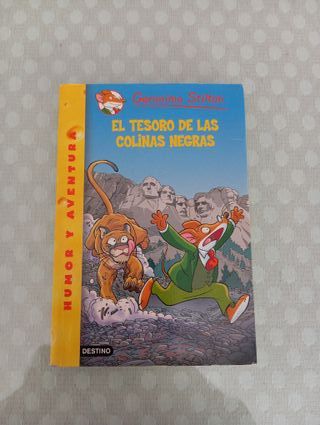 Geronimo Stilton
EL TESORO DE LAS
COLINAS NEGRAS
HUMOR Y AVENTURA
DESTINO